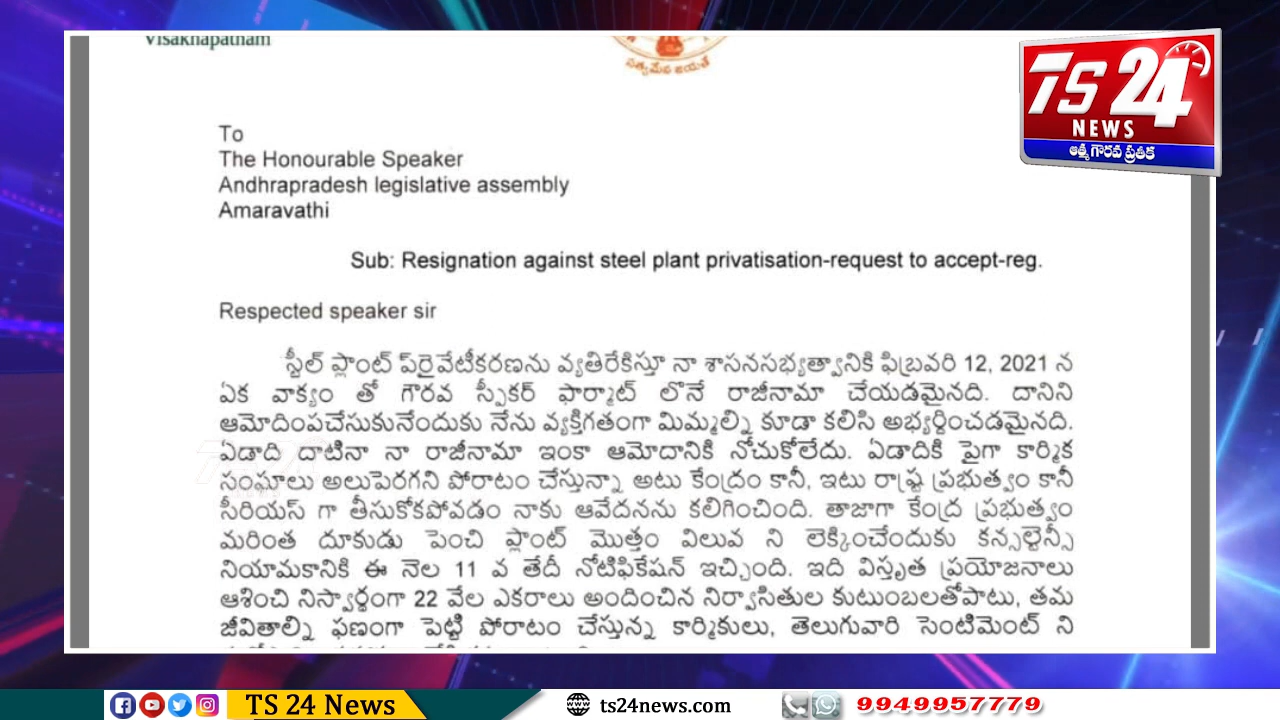 Visakhapatnam
సత్యమేవ జయతే
TS 24
NEWS
ఆత్మ గౌరవ ప్రతీక
To
The Honourable Speaker
Andhrapradesh legislative assembly
Amaravathi
Sub: Resignation against steel plant privatisation-request to accept-reg.
Respected speaker sir
స్టీల్ ప్లాంట్ ప్రైవేటీకరణను వ్యతిరేకిస్తూ నా శాసనసభ్యత్వానికి ఫిబ్రవరి 12, 2021 న
ఏక వాక్యం తో గౌరవ స్పీకర్ ఫార్మాట్ లోనే రాజీనామా చేయడమైనది. దానిని
ఆమోదింపచేసుకునేందుకు నేను వ్యక్తిగతంగా మిమ్మల్ని కూడా కలిసి అభ్యర్థించడమైనది.
ఏడాది దాటినా నా రాజీనామా ఇంకా ఆమోదానికి నోచుకోలేదు. ఏడాదికి పైగా కార్మిక
సంఘాలు అలుపెరగని పోరాటం చేస్తున్నా అటు కేంద్రం కానీ, ఇటు రాష్ట్ర ప్రభుత్వం కానీ
సీరియస్ గా తీసుకోకపోవడం నాకు ఆవేదనను కలిగించింది. తాజాగా కేంద్ర ప్రభుత్వం
మరింత దూకుడు పెంచి ప్లాంట్ మొత్తం విలువ ని లెక్కించేందుకు కన్సల్టెన్సీ
నియామకానికి ఈ నెల 11 వ తేదీ నోటిఫికేషన్ ఇచ్చింది. ఇది విస్తృత ప్రయోజనాలు
ఆశించి నిస్వార్థంగా 22 వేల ఎకరాలు అందించిన నిర్వాసితుల కుటుంబలతోపాటు, తమ
జీవితాల్ని ఫణంగా పెట్టి పోరాటం చేస్తున్న కార్మికులు, తెలుగువారి సెంటిమెంట్ ని
TS 24 News
ts24news.com
9949957779